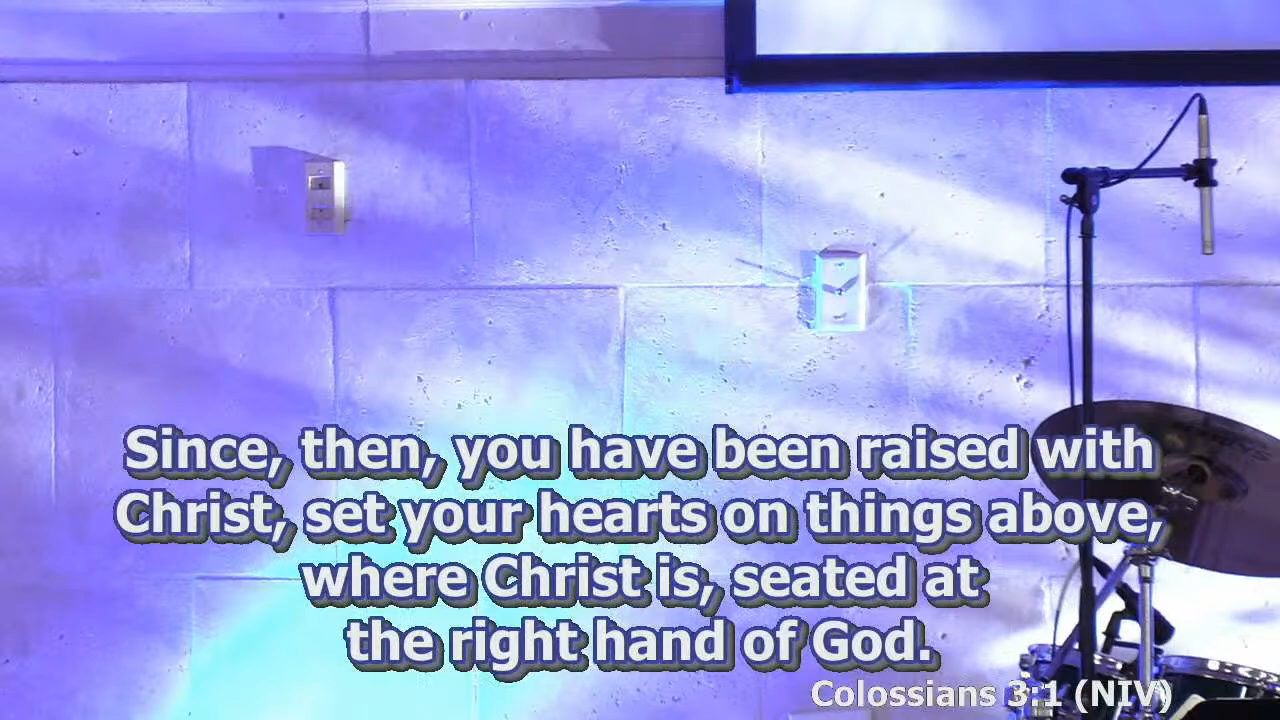 Since, then, you have been raised with
Christ, set your hearts on things above,
where Christ is, seated at
the right hand of God.
Colossians 3:1 (NIV)